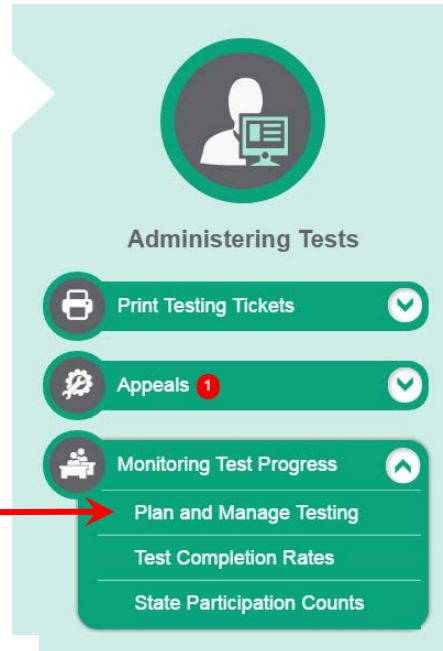 Administering Tests
Print Testing Tickets
Appeals 1
Monitoring Test Progress
Plan and Manage Testing
Test Completion Rates
State Participation Counts